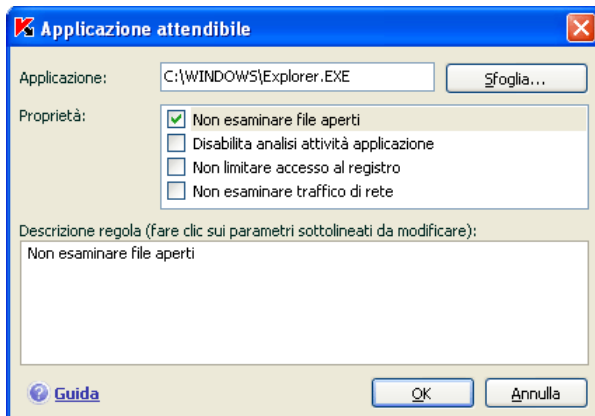 Applicazione attendibile
Applicazione: C:\WINDOWS\Explorer.EXE Sfoglia...
Proprietà: Non esaminare file aperti
Disabilita analisi attività applicazione
Non limitare accesso al registro
Non esaminare traffico di rete
Descrizione regola (fare clic sui parametri sottolineati da modificare):
Non esaminare file aperti
Guida OK Annulla